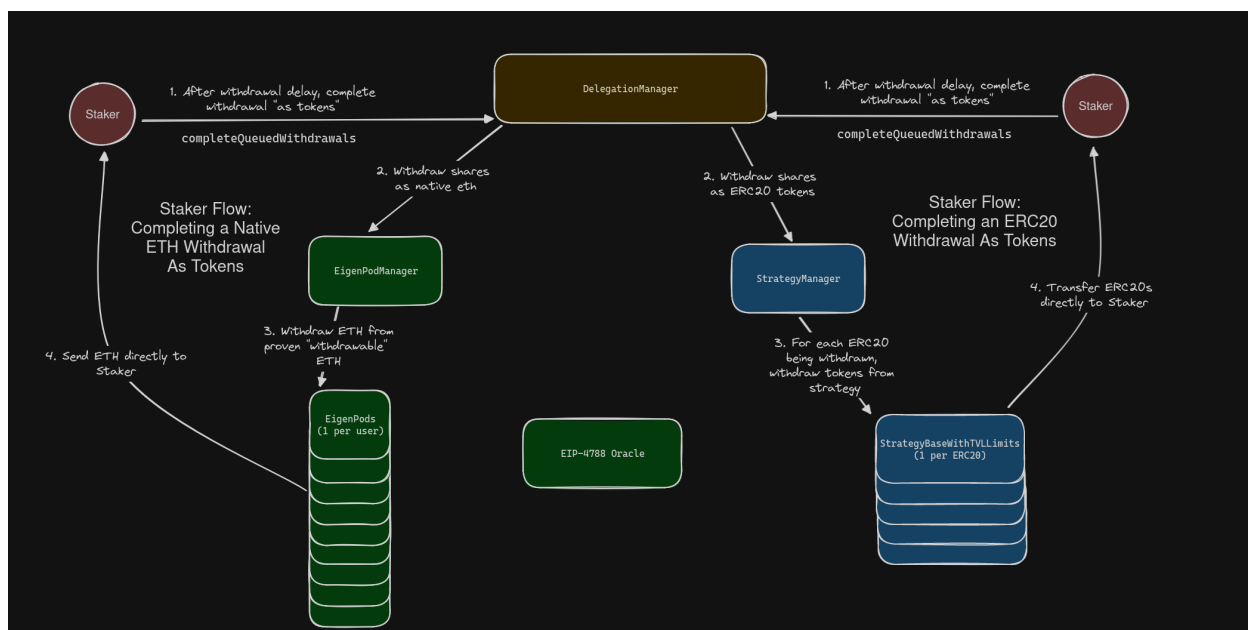 DelegationManager
Staker
1. After withdrawal delay, complete
withdrawal "as tokens"
completeQueuedWithdrawals
1. After withdrawal delay, complete
withdrawal "as tokens"
completeQueuedWithdrawals
Staker
2. Withdraw shares
as native eth
2. Withdraw shares
as ERC20 tokens
Staker Flow:
Completing a Native
ETH Withdrawal
As Tokens
Staker Flow:
Completing an ERC20
Withdrawal As Tokens
EigenPodManager
StrategyManager
4. Transfer ERC20s
directly to Staker
3. Withdraw ETH from
proven "withdrawable"
ETH
3. For each ERC20
being withdrawn,
withdraw tokens from
strategy
4. Send ETH directly to
Staker
EigenPods
(1 per user)
EIP-4788 Oracle
StrategyBaseWithTVLLimits
(1 per ERC20)